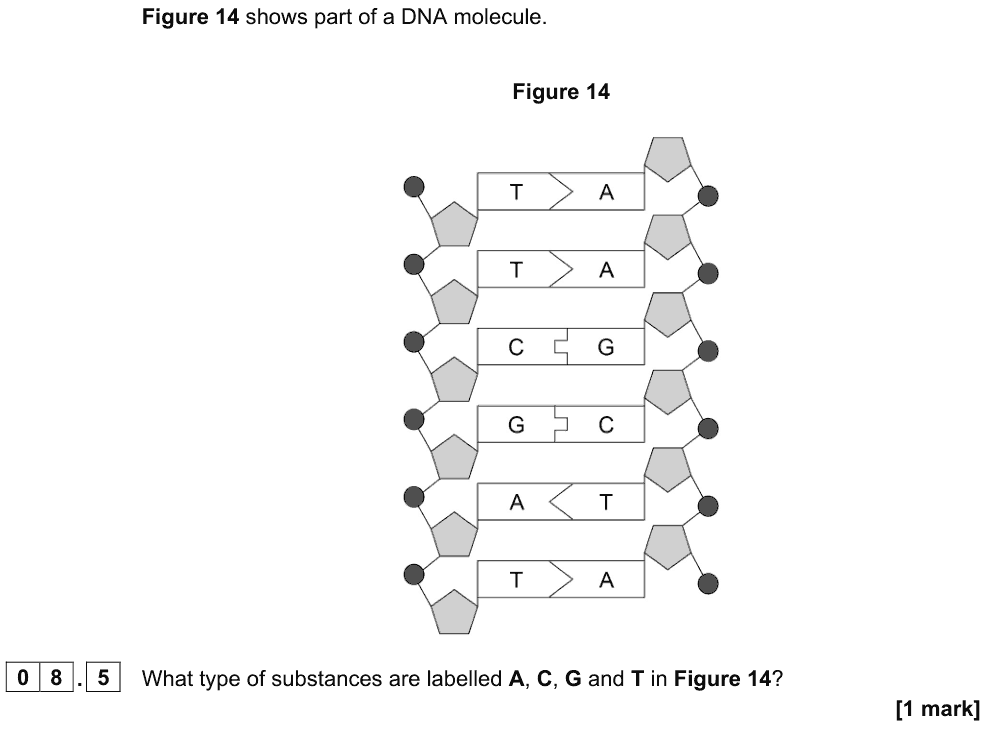 Figure 14 shows part of a DNA molecule.
Figure 14
T A
T A
C G
G C
A T
T A
0 8 . 5 What type of substances are labelled A, C, G and T in Figure 14?
[1 mark]